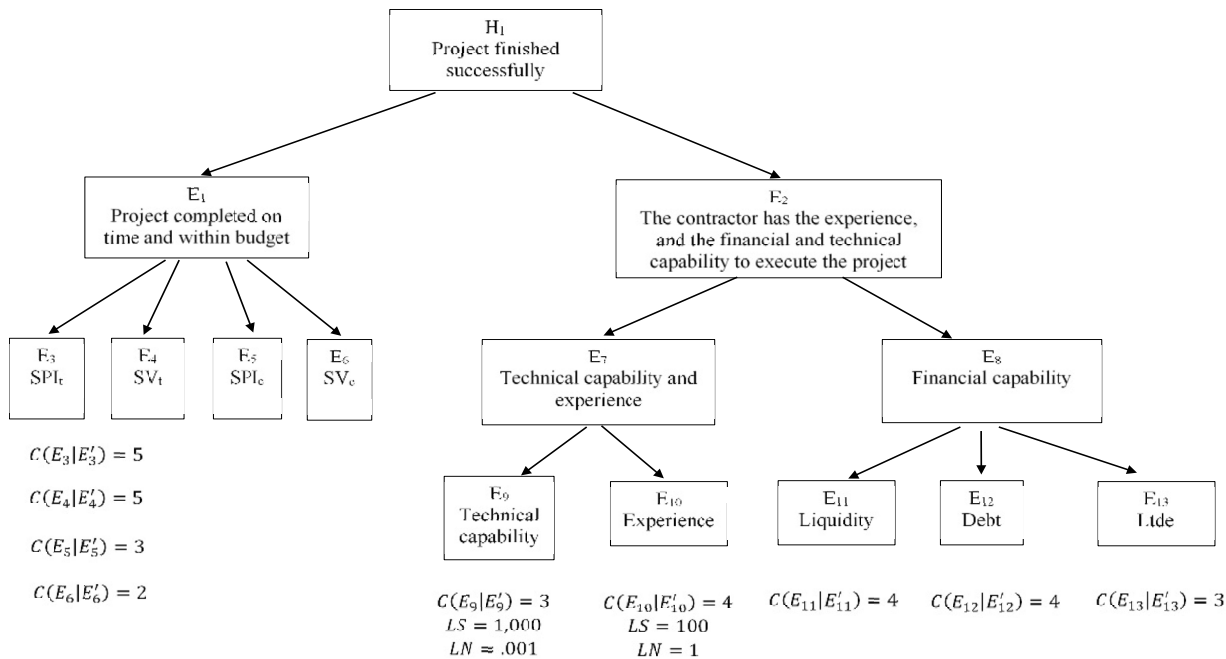 H₁
Project finished
successfully
E₁
Project completed on
time and within budget
E₂
The contractor has the experience,
and the financial and technical
capability to execute the project
E₃
SPIₜ
E₄
SVₜ
E₅
SPI꜀
E₆
SV꜀
E₇
Technical capability and
experience
E₈
Financial capability
C(E₃|E′₃) = 5
C(E₄|E′₄) = 5
C(E₅|E′₅) = 3
C(E₆|E′₆) = 2
E₉
Technical
capability
E₁₀
Experience
E₁₁
Liquidity
E₁₂
Debt
E₁₃
Ltde
C(E₉|E′₉) = 3
LS = 1,000
LN ≈ .001
C(E₁₀|E′₁₀) = 4
LS = 100
LN = 1
C(E₁₁|E′₁₁) = 4
C(E₁₂|E′₁₂) = 4
C(E₁₃|E′₁₃) = 3